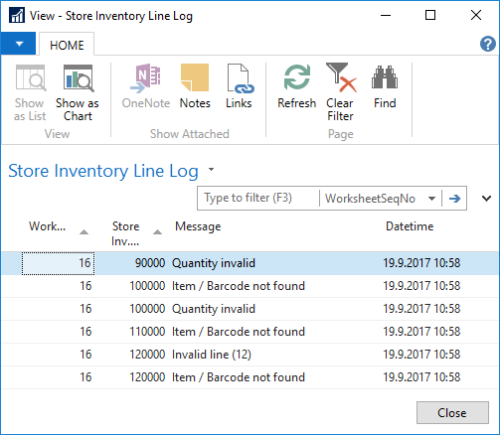 View - Store Inventory Line Log
HOME
Show as List
Show as Chart
OneNote
Notes
Links
Refresh
Clear Filter
Find
View
Show Attached
Page
Store Inventory Line Log
Type to filter (F3)
WorksheetSeqNo
Work... Store Inv.... Message Datetime
16 90000 Quantity invalid 19.9.2017 10:58
16 100000 Item / Barcode not found 19.9.2017 10:58
16 100000 Quantity invalid 19.9.2017 10:58
16 110000 Item / Barcode not found 19.9.2017 10:58
16 120000 Invalid line (12) 19.9.2017 10:58
16 120000 Item / Barcode not found 19.9.2017 10:58
Close